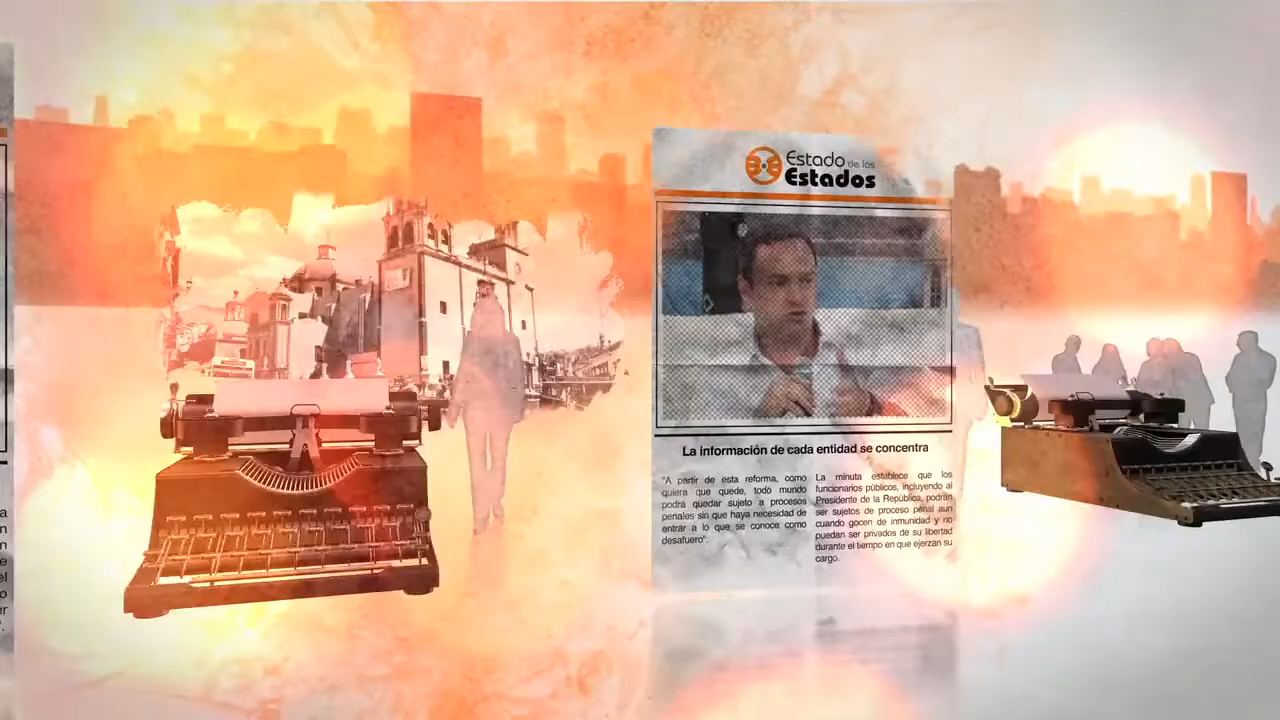 Estado de los
Estados
La información de cada entidad se concentra
"A partir de esta reforma, como
quiera que quede, todo mundo
podrá quedar sujeto a procesos
penales sin que haya necesidad de
entrar a lo que se conoce como
desafuero".
La minuta establece que los
funcionarios públicos, incluyendo al
Presidente de la República, podrán
ser sujetos de proceso penal aun
cuando gocen de inmunidad y no
puedan ser privados de su libertad
durante el tiempo en que ejerzan su
cargo.